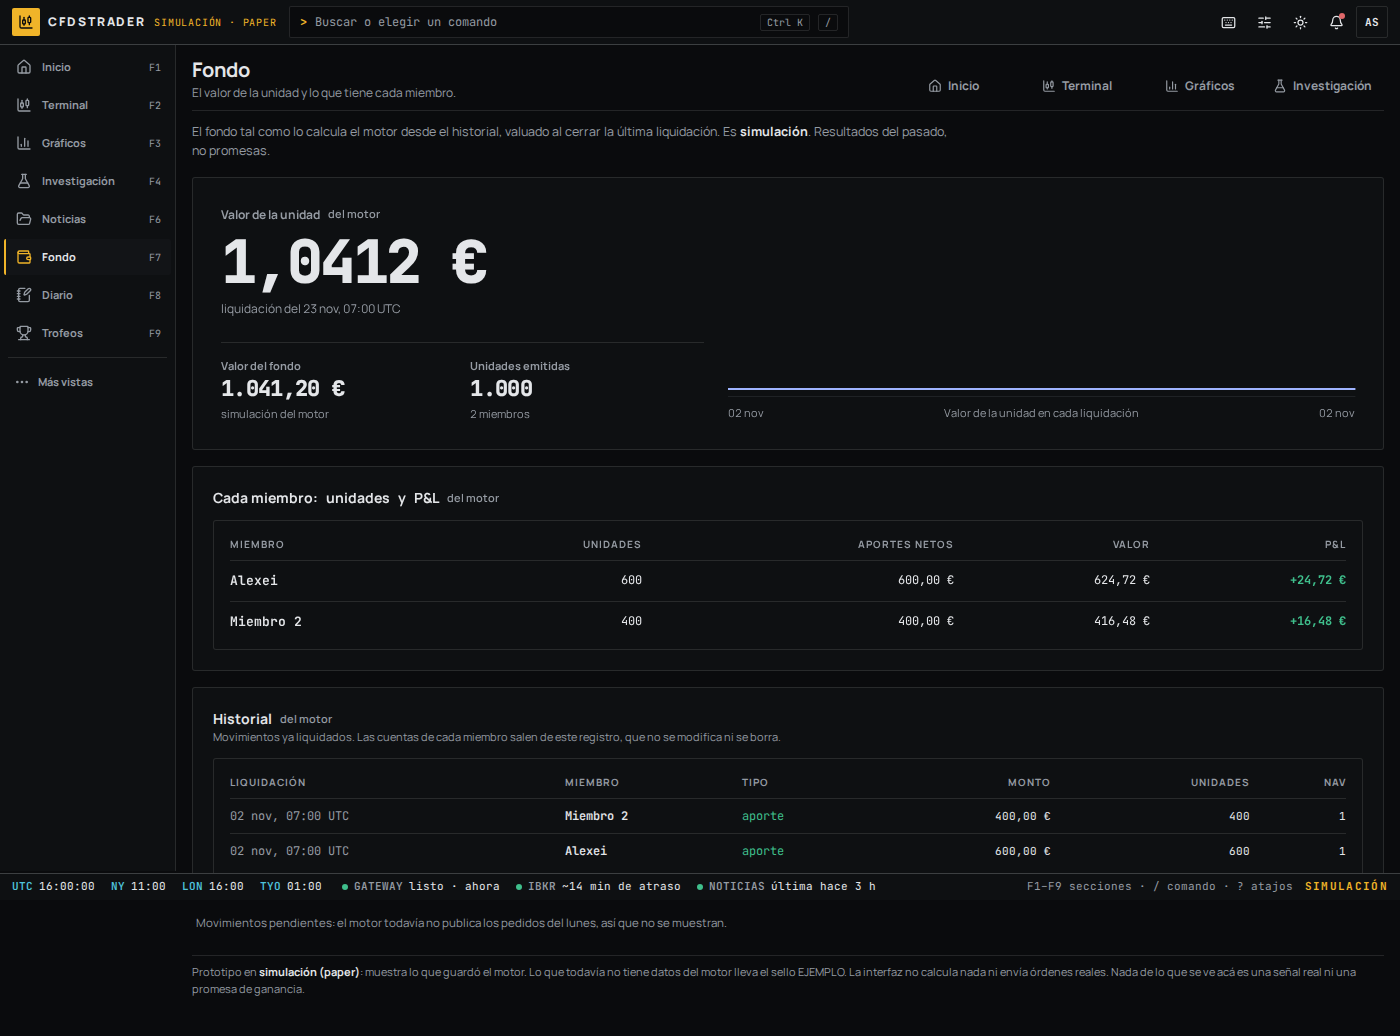 CFDSTRADER SIMULACIÓN · PAPER
> Buscar o elegir un comando Ctrl K /
AS
Inicio F1
Terminal F2
Gráficos F3
Investigación F4
Noticias F6
Fondo F7
Diario F8
Trofeos F9
Más vistas
Fondo
El valor de la unidad y lo que tiene cada miembro.
Inicio Terminal Gráficos Investigación
El fondo tal como lo calcula el motor desde el historial, valuado al cerrar la última liquidación. Es simulación. Resultados del pasado,
no promesas.
Valor de la unidad del motor
1,0412 €
liquidación del 23 nov, 07:00 UTC
Valor del fondo Unidades emitidas
1.041,20 € 1.000
simulación del motor 2 miembros
02 nov Valor de la unidad en cada liquidación 02 nov
Cada miembro: unidades y P&L del motor
MIEMBRO UNIDADES APORTES NETOS VALOR P&L
Alexei 600 600,00 € 624,72 € +24,72 €
Miembro 2 400 400,00 € 416,48 € +16,48 €
Historial del motor
Movimientos ya liquidados. Las cuentas de cada miembro salen de este registro, que no se modifica ni se borra.
LIQUIDACIÓN MIEMBRO TIPO MONTO UNIDADES NAV
02 nov, 07:00 UTC Miembro 2 aporte 400,00 € 400 1
02 nov, 07:00 UTC Alexei aporte 600,00 € 600 1
UTC 16:00:00 NY 11:00 LON 16:00 TYO 01:00 GATEWAY listo · ahora IBKR ~14 min de atraso NOTICIAS última hace 3 h F1–F9 secciones · / comando · ? atajos SIMULACIÓN
Movimientos pendientes: el motor todavía no publica los pedidos del lunes, así que no se muestran.
Prototipo en simulación (paper): muestra lo que guardó el motor. Lo que todavía no tiene datos del motor lleva el sello EJEMPLO. La interfaz no calcula nada ni envía órdenes reales. Nada de lo que se ve acá es una señal real ni una
promesa de ganancia.